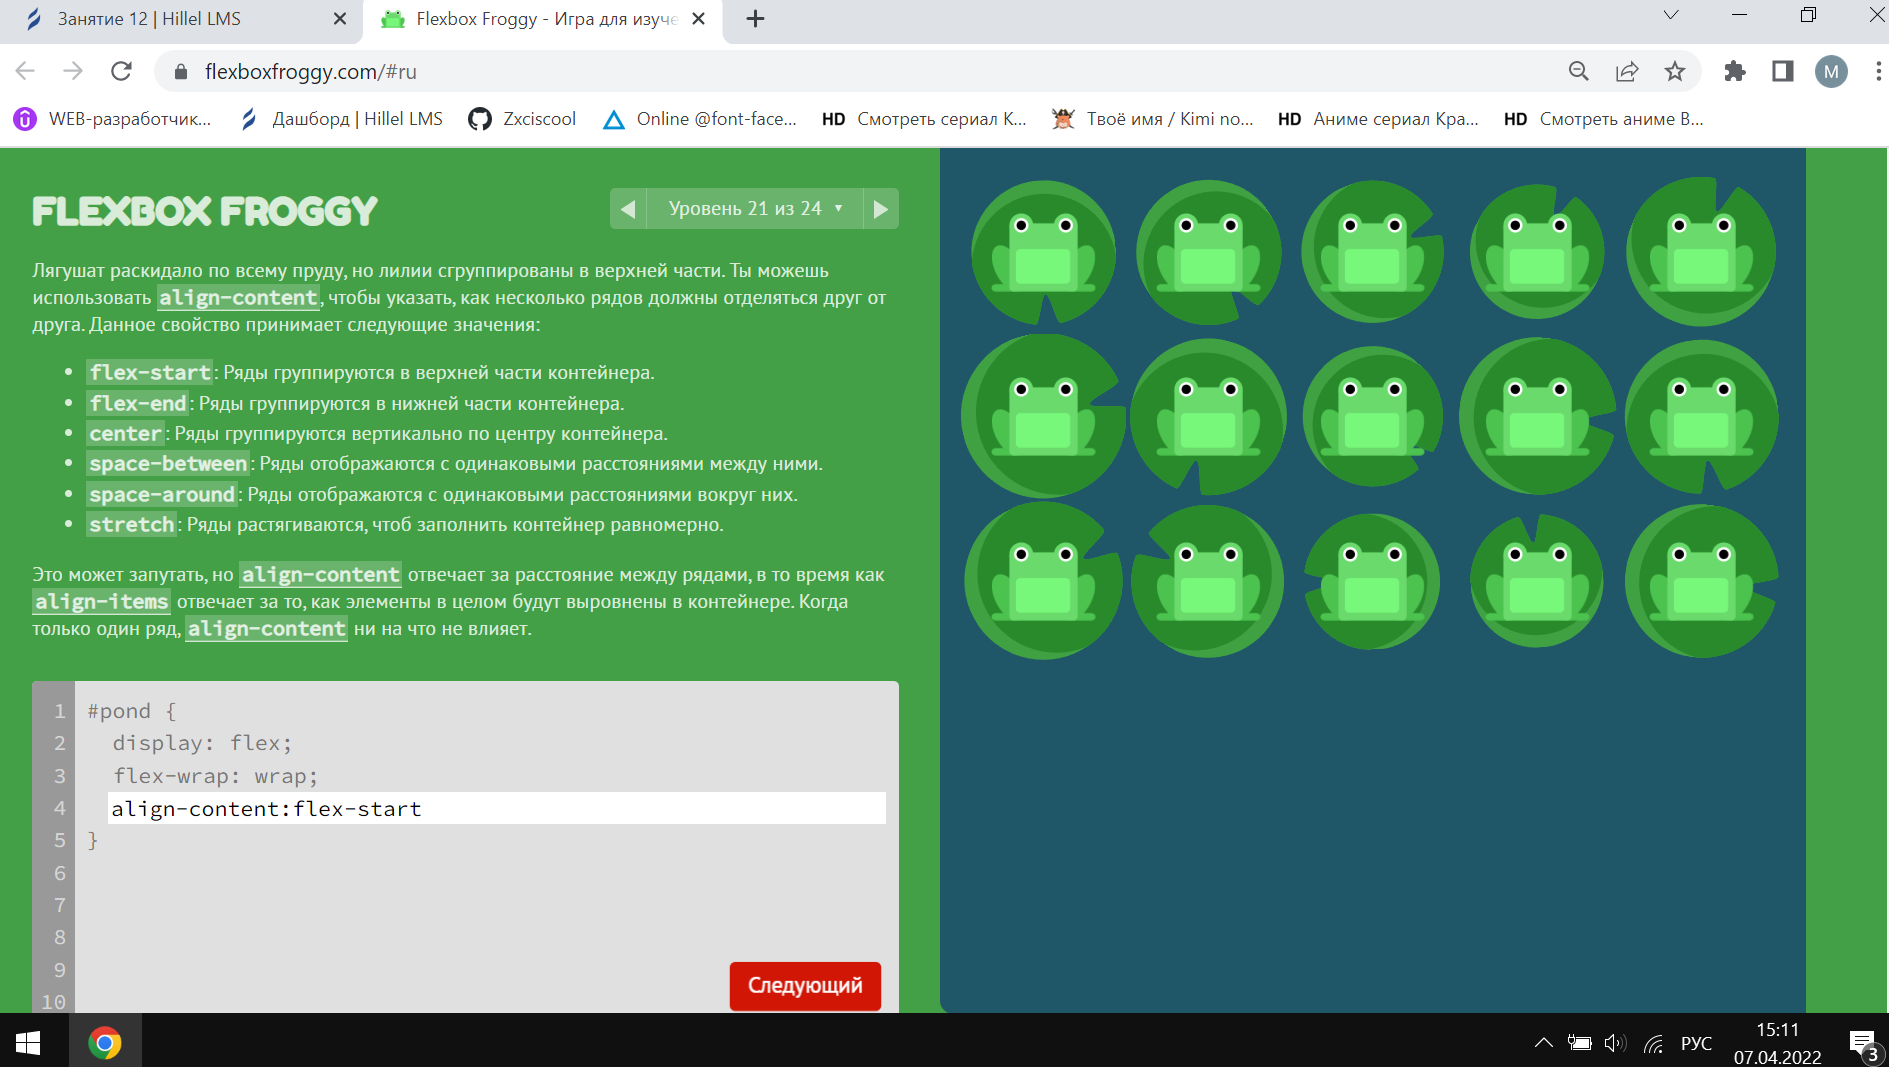 Занятие 12 | Hillel LMS
Flexbox Froggy - Игра для изуче
flexboxfroggy.com/#ru
M
WEB-разработчик...
Дашборд | Hillel LMS
Zxciscool
Online @font-face...
HD Смотреть сериал К...
Твоё имя / Kimi no...
HD Аниме сериал Кра...
HD Смотреть аниме В...
FLEXBOX FROGGY
Уровень 21 из 24
Лягушат раскидало по всему пруду, но лилии сгруппированы в верхней части. Ты можешь
использовать align-content, чтобы указать, как несколько рядов должны отделяться друг от
друга. Данное свойство принимает следующие значения:
• flex-start: Ряды группируются в верхней части контейнера.
• flex-end: Ряды группируются в нижней части контейнера.
• center: Ряды группируются вертикально по центру контейнера.
• space-between: Ряды отображаются с одинаковыми расстояниями между ними.
• space-around: Ряды отображаются с одинаковыми расстояниями вокруг них.
• stretch: Ряды растягиваются, чтоб заполнить контейнер равномерно.
Это может запутать, но align-content отвечает за расстояние между рядами, в то время как
align-items отвечает за то, как элементы в целом будут выровнены в контейнере. Когда
только один ряд, align-content ни на что не влияет.
1 #pond {
2 display: flex;
3 flex-wrap: wrap;
4 align-content:flex-start
5 }
6
7
8
9
10
Следующий
РУС
15:11
07.04.2022
3